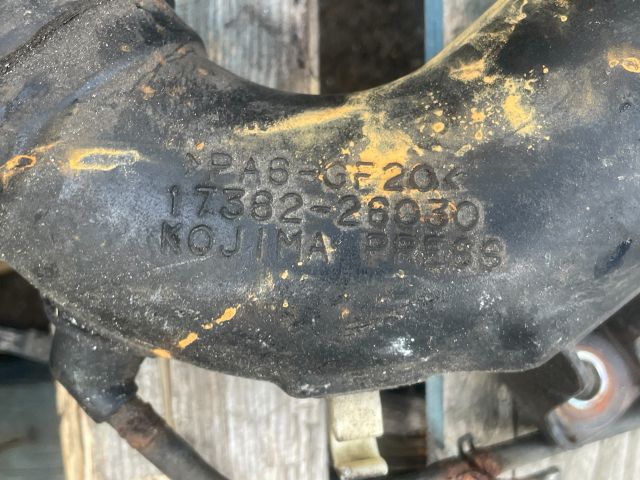 >PA6-GF20<
17382-26030
KOJIMA PRESS